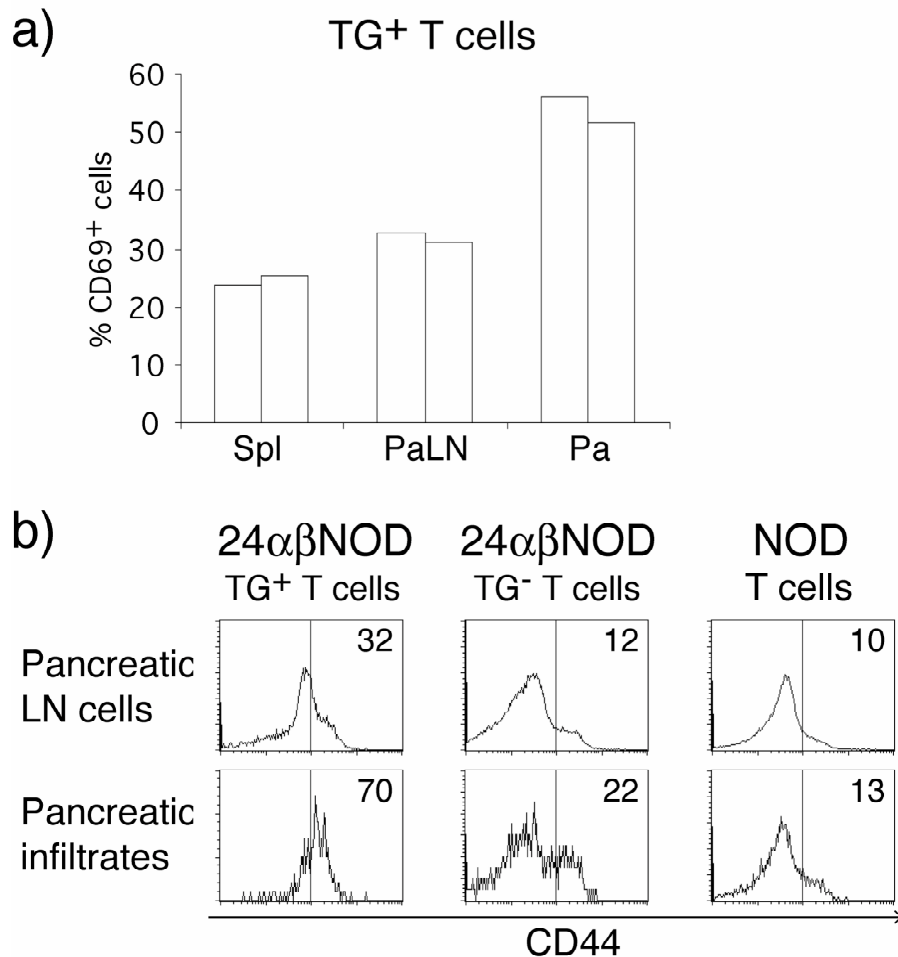 a)
TG+ T cells
60
50
40
30
20
10
0
% CD69+ cells
Spl PaLN Pa
b)
24αβNOD 24αβNOD NOD
TG+ T cells TG- T cells T cells
Pancreatic
LN cells
32 12 10
Pancreatic
infiltrates
70 22 13
CD44